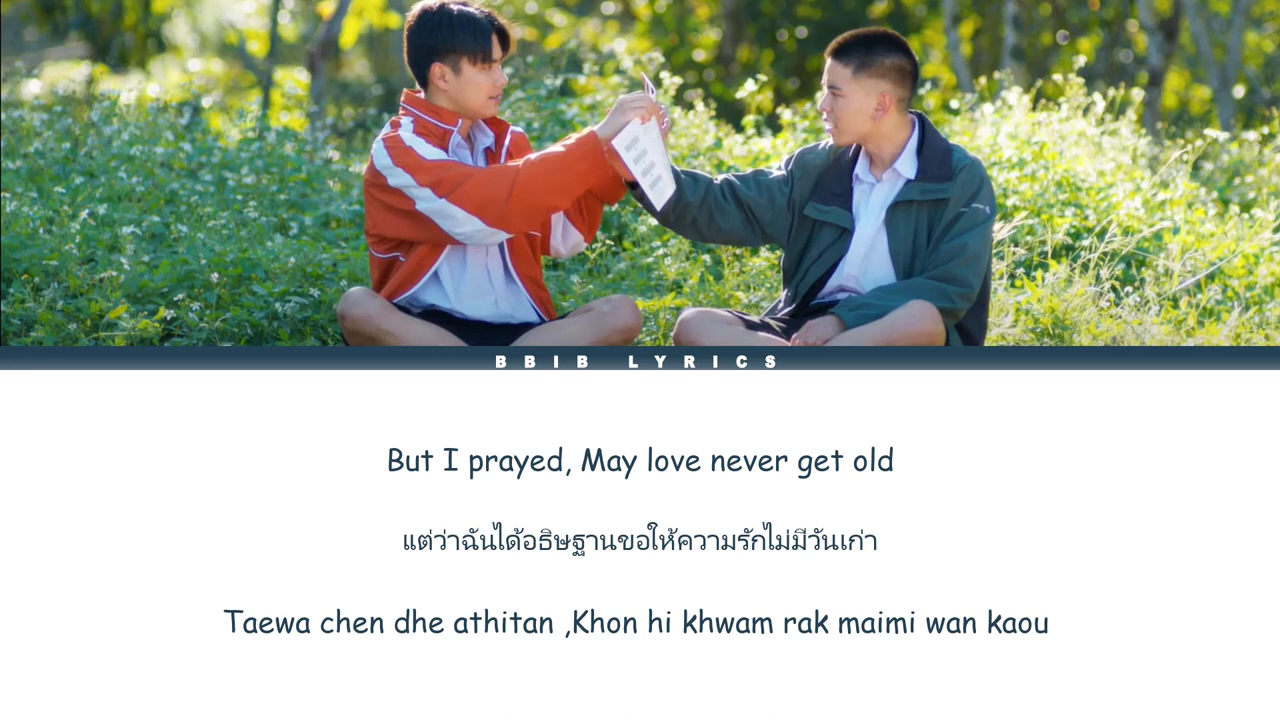 BBIB LYRICS
But I prayed, May love never get old
แต่ว่าฉันได้อธิษฐานขอให้ความรักไม่มีวันเก่า
Taewa chen dhe athitan ,Khon hi khwam rak maimi wan kaou